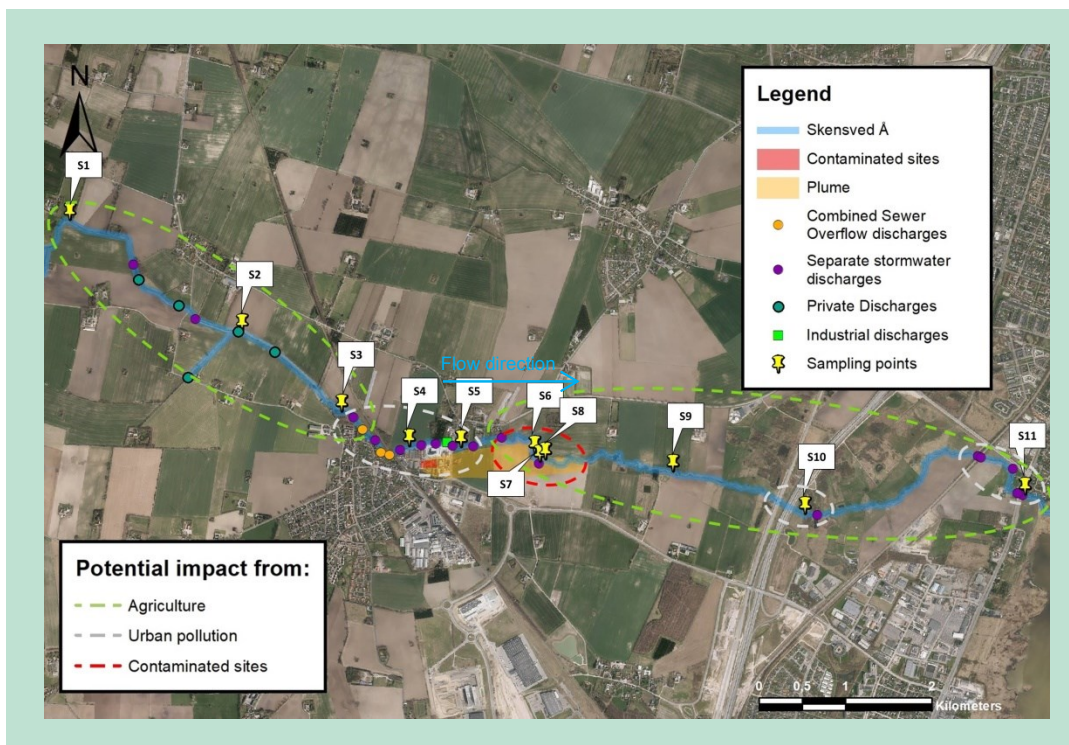 N
S1
S2
S3
Flow direction
S4
S5
S6
S8
S7
S9
S10
S11
Legend
Skensved Å
Contaminated sites
Plume
Combined Sewer
Overflow discharges
Separate stormwater
discharges
Private Discharges
Industrial discharges
Sampling points
Potential impact from:
Agriculture
Urban pollution
Contaminated sites
0 0.5 1 2
Kilometers